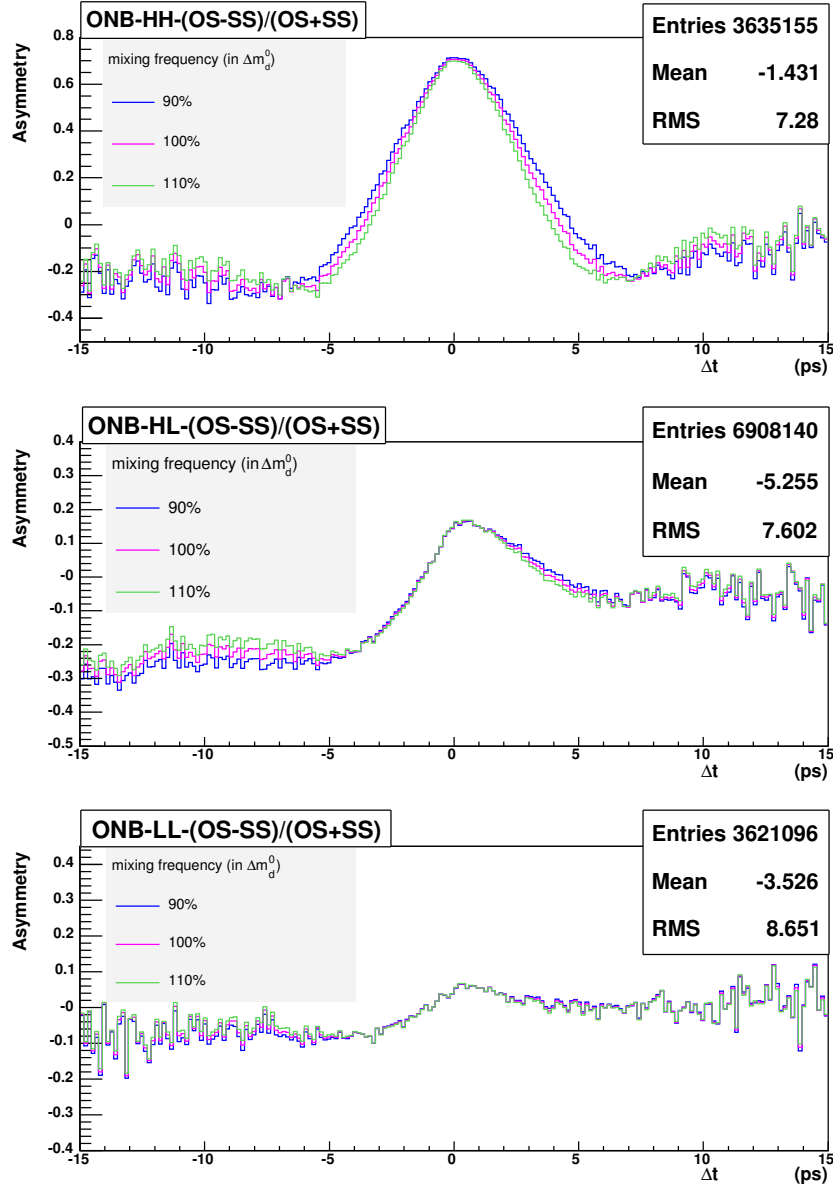 ONB-HH-(OS-SS)/(OS+SS)
Entries 3635155
Mean -1.431
RMS 7.28
mixing frequency (in Δm_d^0)
90%
100%
110%
Asymmetry
0.8
0.6
0.4
0.2
0
-0.2
-0.4
-15 -10 -5 0 5 10 15
Δt (ps)
ONB-HL-(OS-SS)/(OS+SS)
Entries 6908140
Mean -5.255
RMS 7.602
mixing frequency (in Δm_d^0)
90%
100%
110%
Asymmetry
0.4
0.3
0.2
0.1
-0
-0.1
-0.2
-0.3
-0.4
-0.5
-15 -10 -5 0 5 10 15
Δt (ps)
ONB-LL-(OS-SS)/(OS+SS)
Entries 3621096
Mean -3.526
RMS 8.651
mixing frequency (in Δm_d^0)
90%
100%
110%
Asymmetry
0.4
0.3
0.2
0.1
-0
-0.1
-0.2
-0.3
-0.4
-15 -10 -5 0 5 10 15
Δt (ps)